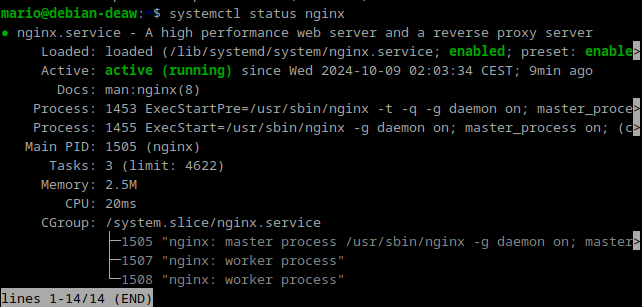 mario@debian-deaw:~$ systemctl status nginx
● nginx.service - A high performance web server and a reverse proxy server
Loaded: loaded (/lib/systemd/system/nginx.service; enabled; preset: enable>
Active: active (running) since Wed 2024-10-09 02:03:34 CEST; 9min ago
Docs: man:nginx(8)
Process: 1453 ExecStartPre=/usr/sbin/nginx -t -q -g daemon on; master_proce>
Process: 1455 ExecStart=/usr/sbin/nginx -g daemon on; master_process on; (c>
Main PID: 1505 (nginx)
Tasks: 3 (limit: 4622)
Memory: 2.5M
CPU: 20ms
CGroup: /system.slice/nginx.service
├─1505 "nginx: master process /usr/sbin/nginx -g daemon on; master>
├─1507 "nginx: worker process"
└─1508 "nginx: worker process"
lines 1-14/14 (END)